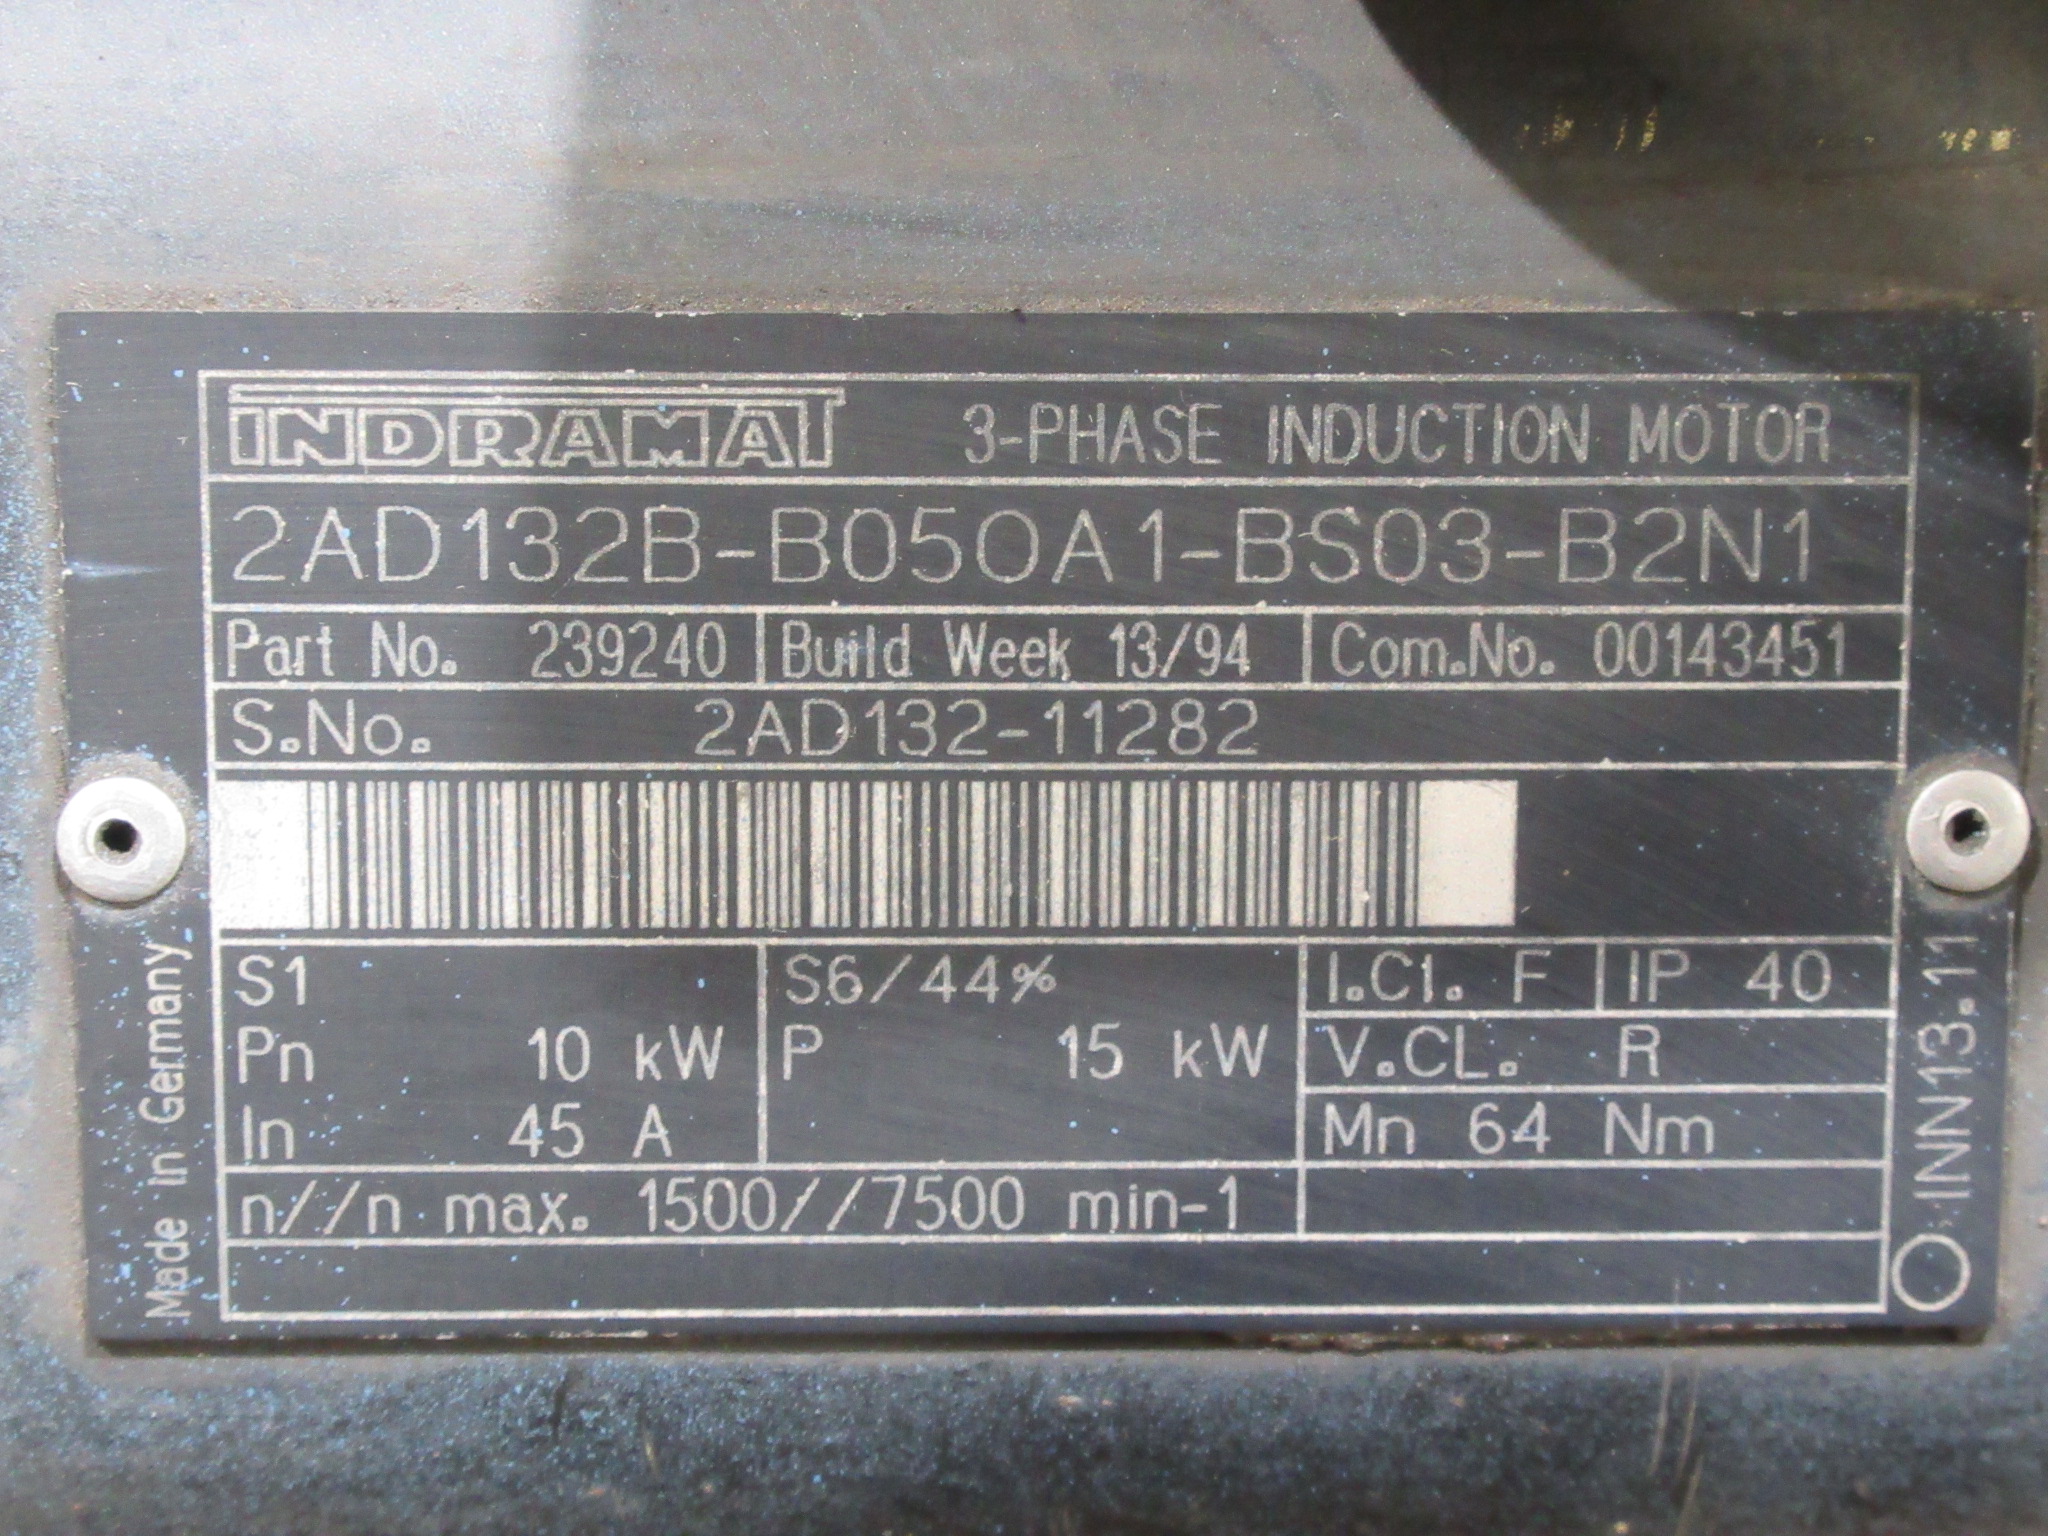 INDRAMAT 3-PHASE INDUCTION MOTOR
2AD132B-B050A1-BS03-B2N1
Part No. 239240 Build Week 13/94 Com.No. 00143451
S.No. 2AD132-11282
S1 S6/44% I.Cl. F IP 40
Pn 10 kW P 15 kW V.CL. R
In 45 A Mn 64 Nm
n//n max. 1500//7500 min-1
Made in Germany
INN13.11